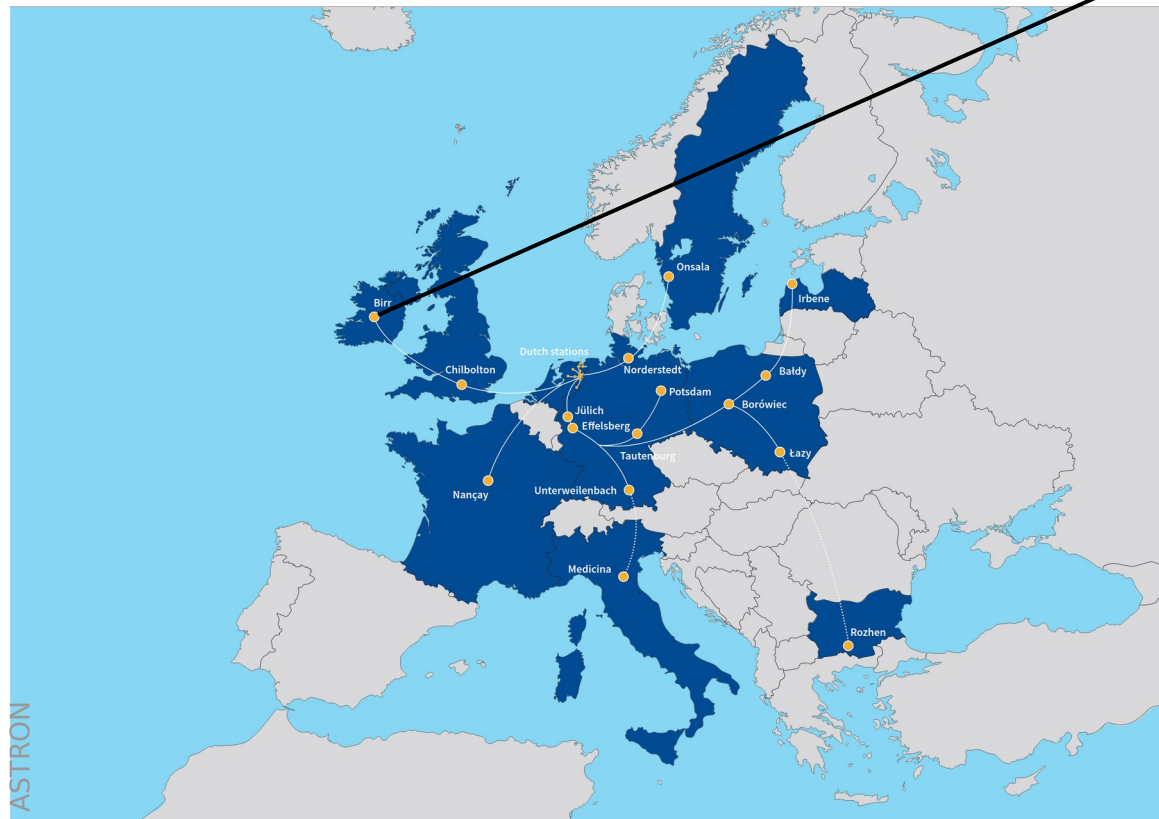 Onsala
Irbene
Birr
Dutch stations
Norderstedt
Chilbolton
Bałdy
Potsdam
Borówiec
Jülich
Effelsberg
Tautenburg
Łazy
Unterweilenbach
Nançay
Medicina
Rozhen
ASTRON